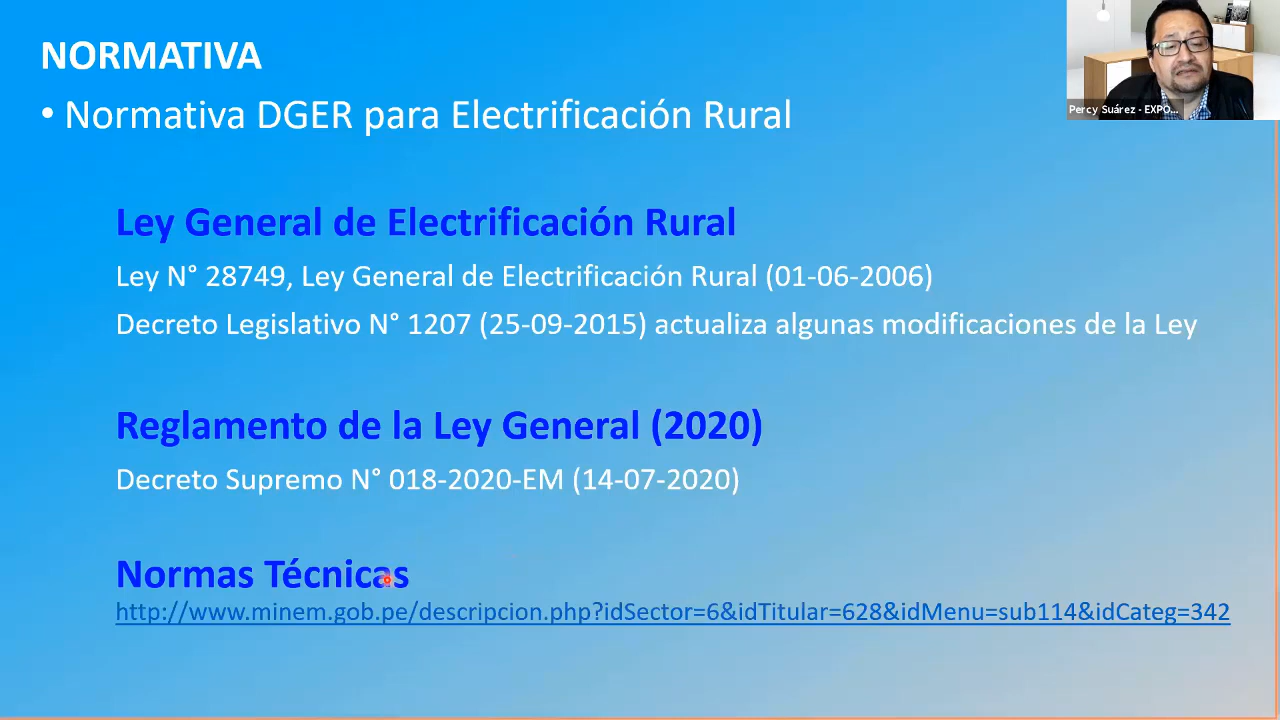 NORMATIVA
• Normativa DGER para Electrificación Rural
Percy Suárez - EXPO...
Ley General de Electrificación Rural
Ley N° 28749, Ley General de Electrificación Rural (01-06-2006)
Decreto Legislativo N° 1207 (25-09-2015) actualiza algunas modificaciones de la Ley
Reglamento de la Ley General (2020)
Decreto Supremo N° 018-2020-EM (14-07-2020)
Normas Técnicas
http://www.minem.gob.pe/descripcion.php?idSector=6&idTitular=628&idMenu=sub114&idCateg=342